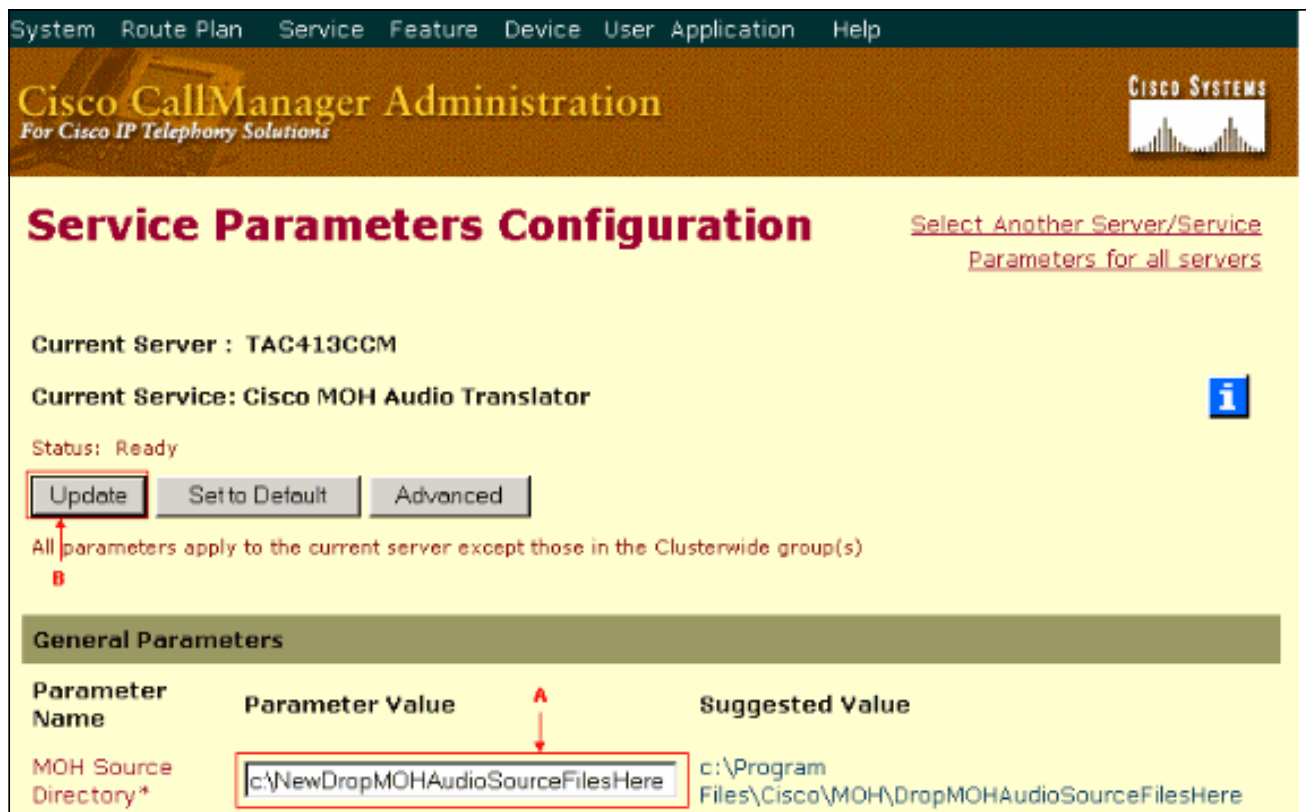 System Route Plan Service Feature Device User Application Help
Cisco CallManager Administration
For Cisco IP Telephony Solutions
CISCO SYSTEMS
Service Parameters Configuration
Select Another Server/Service
Parameters for all servers
Current Server : TAC413CCM
Current Service: Cisco MOH Audio Translator
i
Status: Ready
Update Set to Default Advanced
All parameters apply to the current server except those in the Clusterwide group(s)
B
General Parameters
Parameter Name
Parameter Value
A
Suggested Value
MOH Source
Directory*
c:\NewDropMOHAudioSourceFilesHere
c:\Program
Files\Cisco\MOH\DropMOHAudioSourceFilesHere